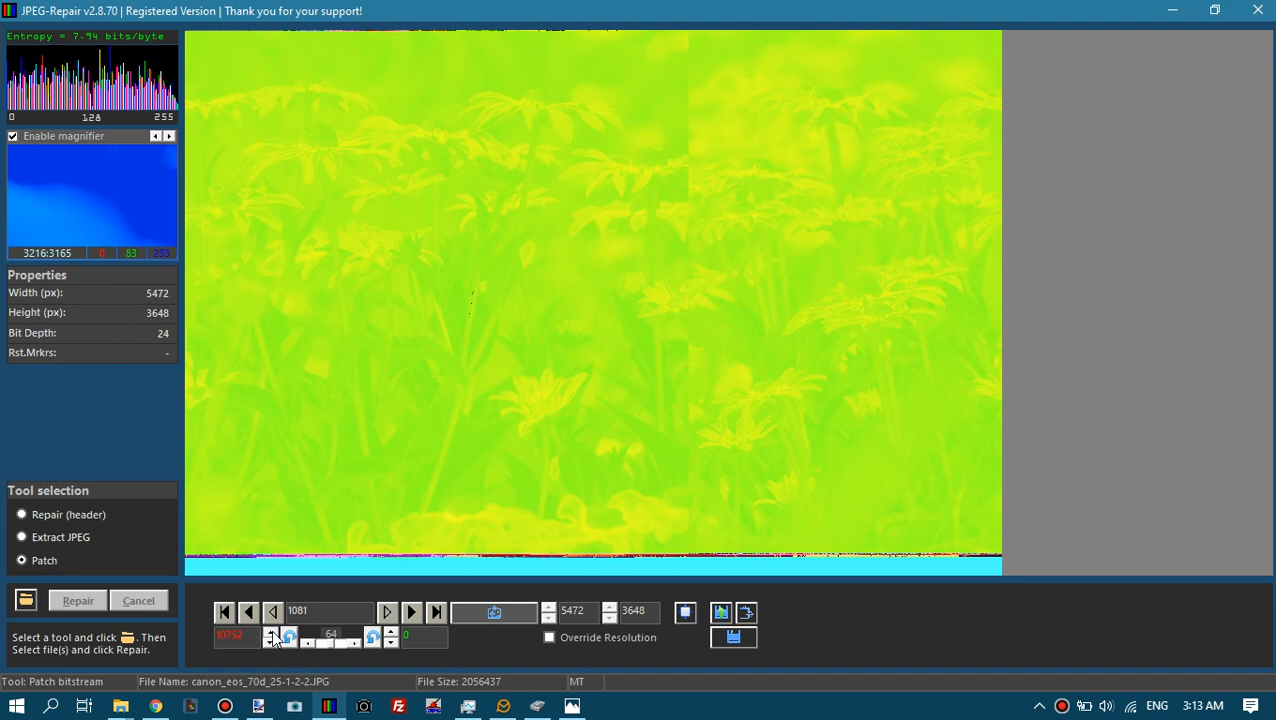 JPEG-Repair v2.8.70 | Registered Version | Thank you for your support!
Entropy = 7.94 bits/byte
0 128 255
Enable magnifier
3216:3165 0 83 255
Properties
Width (px): 5472
Height (px): 3648
Bit Depth: 24
Rst.Mrkrs: -
Tool selection
Repair (header)
Extract JPEG
Patch
Repair Cancel
1081 5472 3648
10752 64 0 Override Resolution
Select a tool and click . Then
Select file(s) and click Repair.
Tool: Patch bitstream File Name: canon_eos_70d_25-1-2-2.JPG File Size: 2056437 MT
ENG 3:13 AM